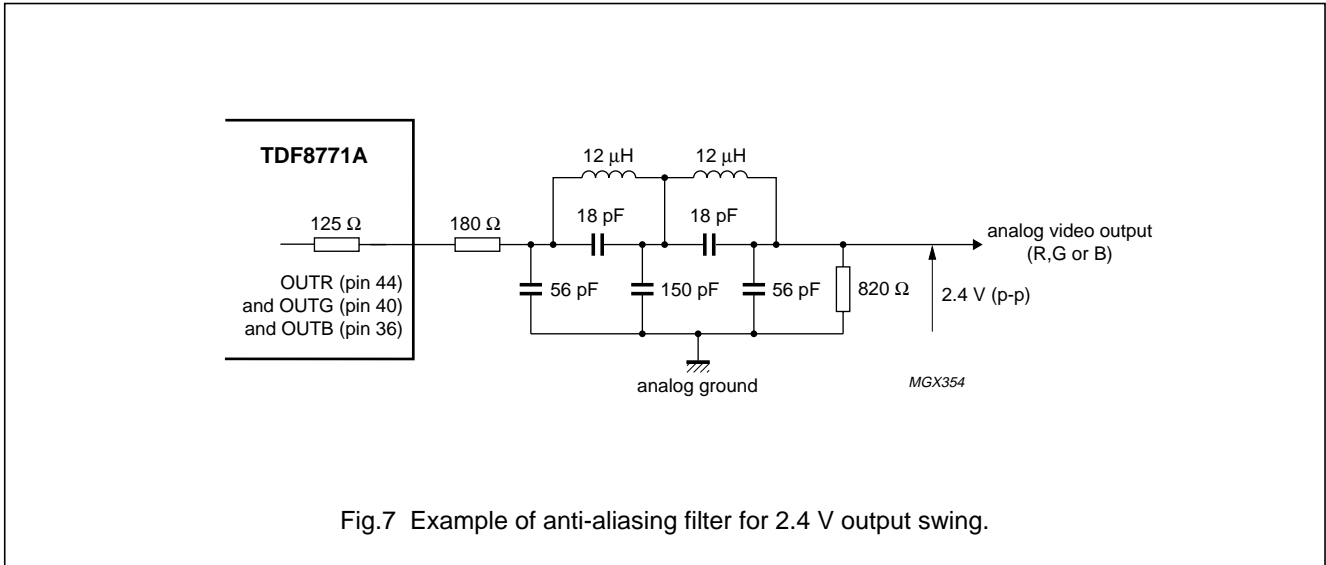 TDF8771A
12 μH
12 μH
125 Ω
180 Ω
18 pF
18 pF
analog video output
(R,G or B)
OUTR (pin 44)
and OUTG (pin 40)
and OUTB (pin 36)
56 pF
150 pF
56 pF
820 Ω
2.4 V (p-p)
analog ground
MGX354
Fig.7 Example of anti-aliasing filter for 2.4 V output swing.